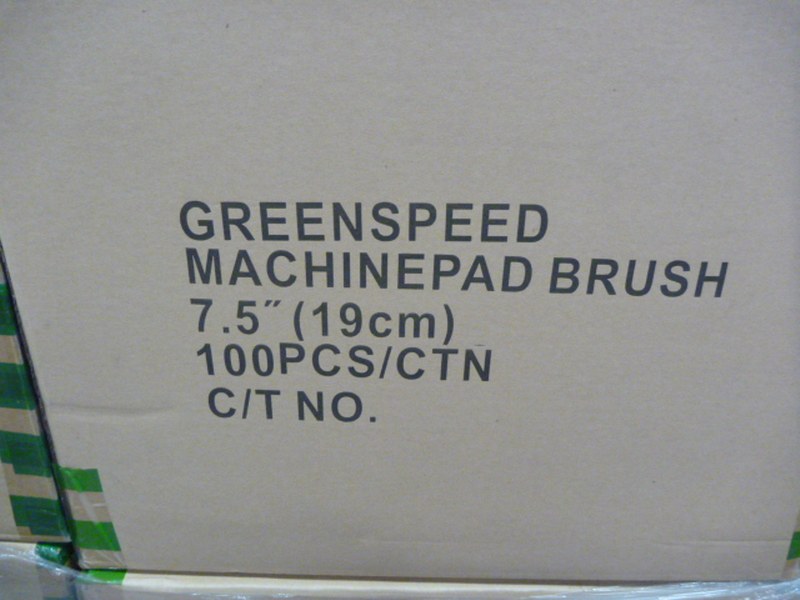 GREENSPEED
MACHINEPAD BRUSH
7.5″ (19cm)
100PCS/CTN
C/T NO.